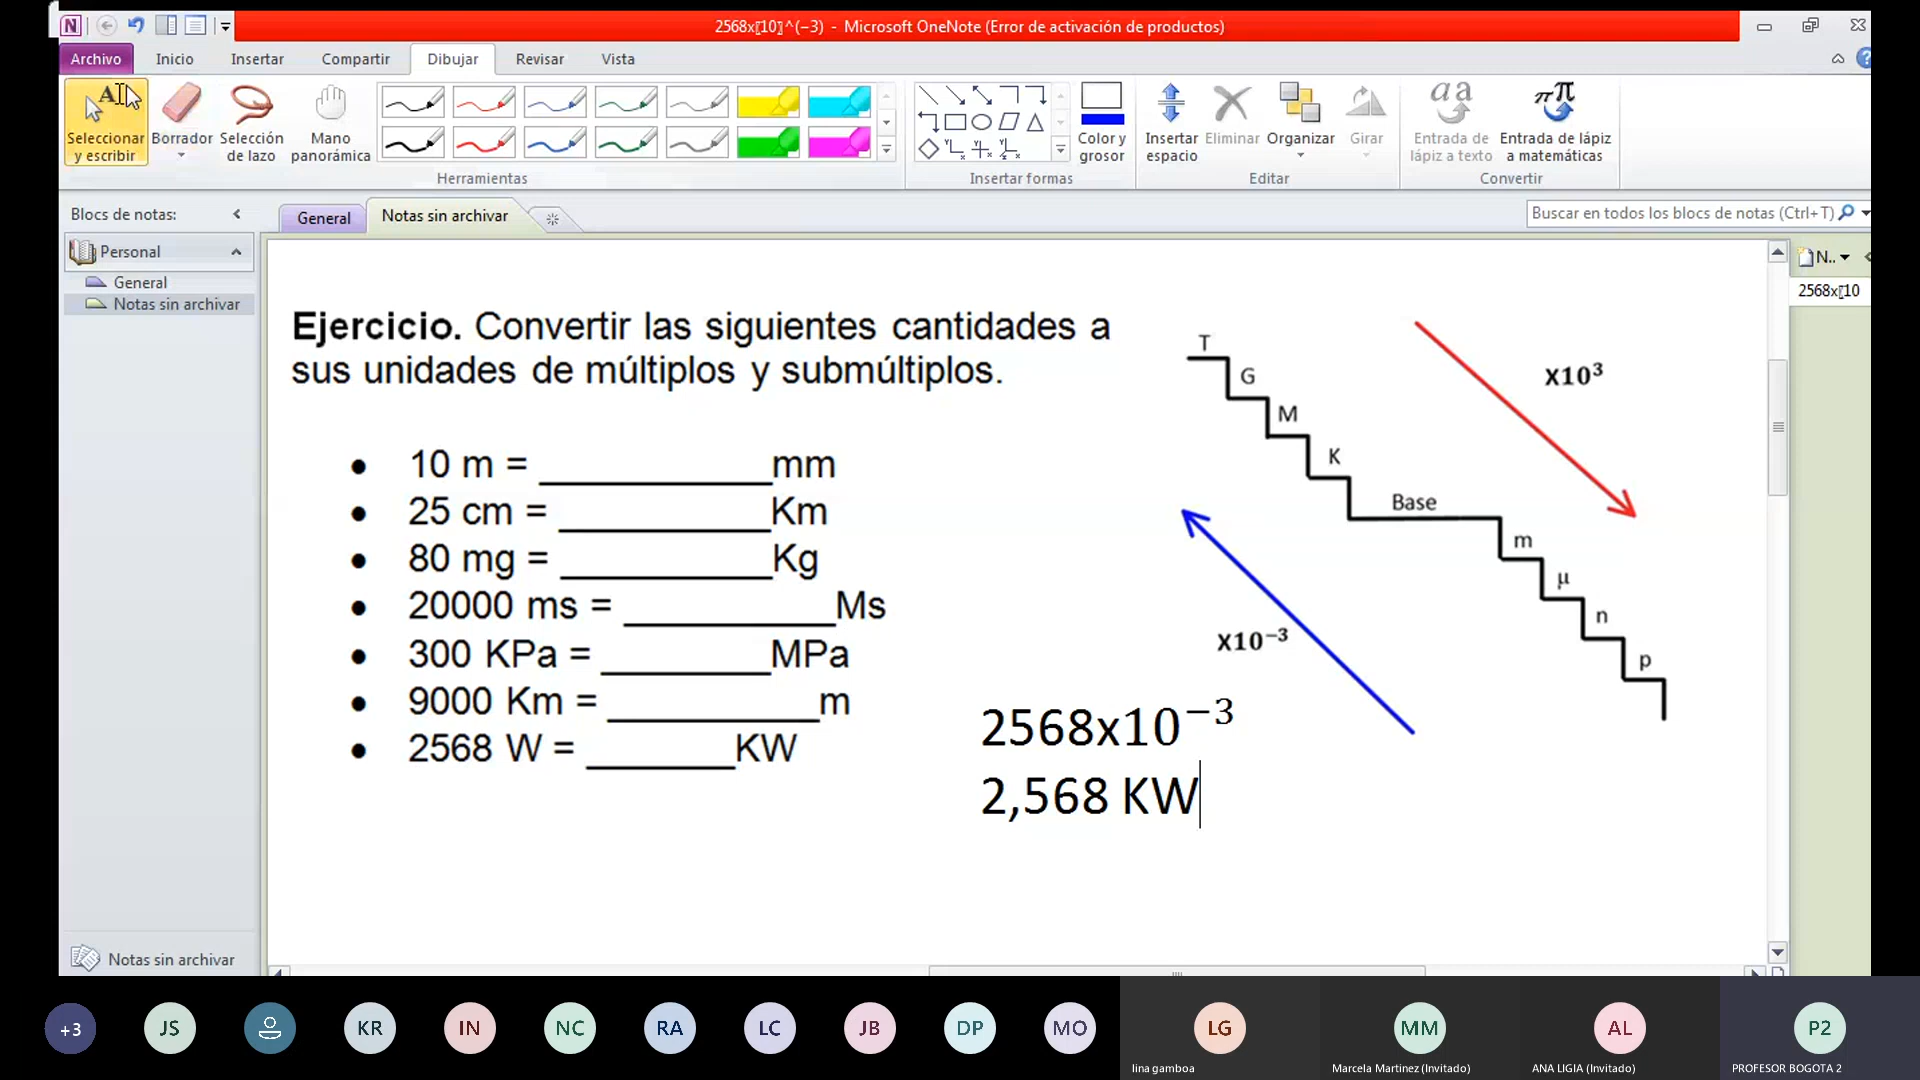 2568x〖10〗^(−3) - Microsoft OneNote (Error de activación de productos)
Archivo Inicio Insertar Compartir Dibujar Revisar Vista
Seleccionar y escribir
Borrador
Selección de lazo
Mano panorámica
Herramientas
Insertar formas
Color y grosor
Insertar espacio
Eliminar
Organizar
Girar
Editar
Entrada de lápiz a texto
Entrada de lápiz a matemáticas
Convertir
Blocs de notas:
General
Notas sin archivar
Buscar en todos los blocs de notas (Ctrl+T)
Personal
General
Notas sin archivar
N..
2568x〖10
Ejercicio. Convertir las siguientes cantidades a
sus unidades de múltiplos y submúltiplos.
• 10 m = ___________mm
• 25 cm = __________Km
• 80 mg = __________Kg
• 20000 ms = __________Ms
• 300 KPa = ________MPa
• 9000 Km = __________m
• 2568 W = _______KW
T
G
M
K
Base
m
µ
n
p
X10³
X10⁻³
2568x10⁻³
2,568 KW
Notas sin archivar
+3 JS KR IN NC RA LC JB DP MO LG MM AL P2
lina gamboa
Marcela Martinez (Invitado)
ANA LIGIA (Invitado)
PROFESOR BOGOTA 2